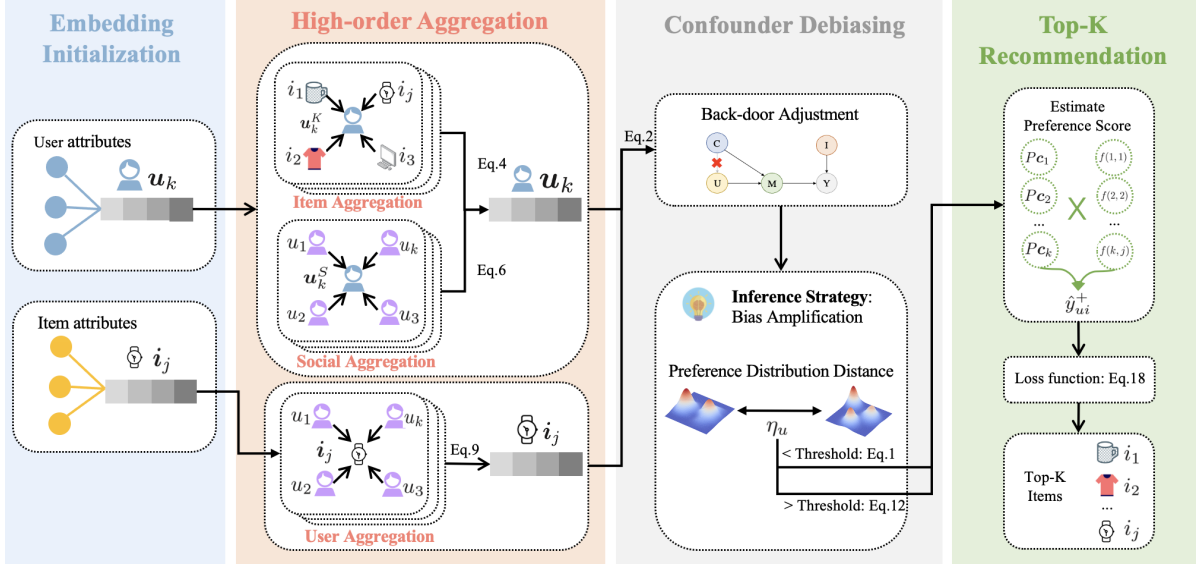 Embedding
Initialization
User attributes
u_k
Item attributes
i_j
High-order Aggregation
i_1
i_j
u_k^K
i_2
i_3
Item Aggregation
u_1
u_k
u_k^S
u_2
u_3
Social Aggregation
Eq.4
Eq.6
u_k
u_1
u_k
i_j
u_2
u_3
User Aggregation
Eq.9
i_j
Confounder Debiasing
Eq.2
Back-door Adjustment
C
I
U
M
Y
Inference Strategy:
Bias Amplification
Preference Distribution Distance
η_u
< Threshold: Eq.1
> Threshold: Eq.12
Top-K
Recommendation
Estimate
Preference Score
Pc_1
f(1,1)
Pc_2
X
f(2,2)
...
...
Pc_k
f(k,j)
ŷ_{ui}^+
Loss function: Eq.18
Top-K
Items
i_1
i_2
...
i_j